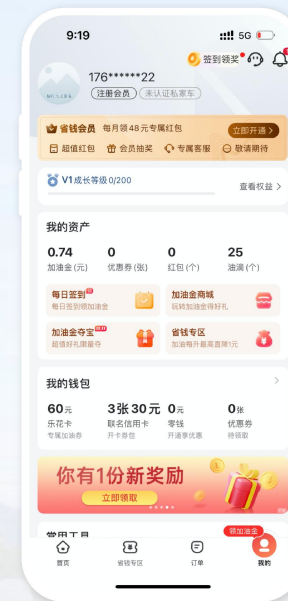 9:19
5G
签到领奖
176******22
注册会员
未认证私家车
省钱会员 每月领48元专属红包
立即开通 >
超值红包 会员抽奖 专属客服 敬请期待
V1成长等级0/200
查看权益 >
我的资产
0.74 0 0 25
加油金(元) 优惠券(张) 红包(个) 油滴(个)
每日签到 加油金商城
每日签到领加油金 玩转加油金得好礼
加油金夺宝 省钱专区
超值好礼限量夺 加油每升最高直降1元
我的钱包 >
60元 3张30元 0元 0张
乐花卡 联名信用卡 零钱 优惠券
专属加油券 开卡券包 开通享优惠 待领取
你有1份新奖励
立即领取
常用工具
领加油金
首页 省钱专区 订单 我的